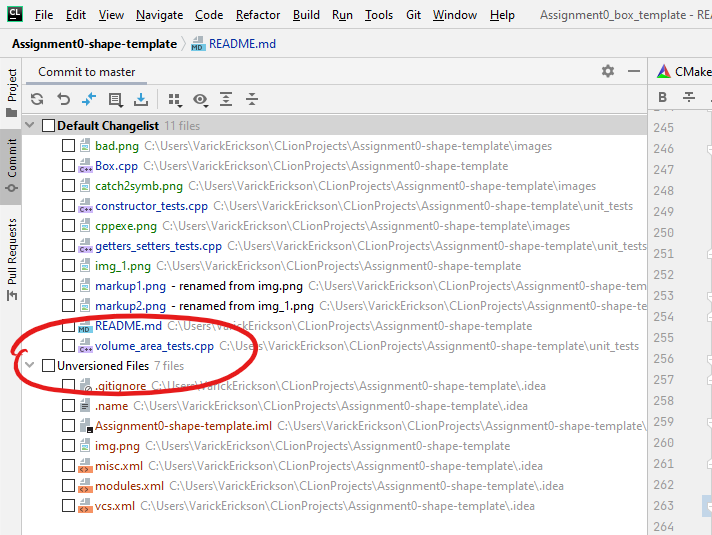 CL File Edit View Navigate Code Refactor Build Run Tools Git Window Help Assignment0_box_template - RE
Assignment0-shape-template MD README.md
Project
Commit
Pull Requests
Commit to master
CMake
B
Default Changelist 11 files
bad.png C:\Users\VarickErickson\CLionProjects\Assignment0-shape-template\images
C++ Box.cpp C:\Users\VarickErickson\CLionProjects\Assignment0-shape-template
catch2symb.png C:\Users\VarickErickson\CLionProjects\Assignment0-shape-template\images
C++ constructor_tests.cpp C:\Users\VarickErickson\CLionProjects\Assignment0-shape-template\unit_tests
cppexe.png C:\Users\VarickErickson\CLionProjects\Assignment0-shape-template\images
C++ getters_setters_tests.cpp C:\Users\VarickErickson\CLionProjects\Assignment0-shape-template\unit_tests
img_1.png C:\Users\VarickErickson\CLionProjects\Assignment0-shape-template
markup1.png - renamed from img.png C:\Users\VarickErickson\CLionProjects\Assignment0-shape-templat
markup2.png - renamed from img_1.png C:\Users\VarickErickson\CLionProjects\Assignment0-shape-templ
MD README.md C:\Users\VarickErickson\CLionProjects\Assignment0-shape-template
C++ volume_area_tests.cpp C:\Users\VarickErickson\CLionProjects\Assignment0-shape-template\unit_tests
Unversioned Files 7 files
.gitignore C:\Users\VarickErickson\CLionProjects\Assignment0-shape-template\.idea
.name C:\Users\VarickErickson\CLionProjects\Assignment0-shape-template\.idea
Assignment0-shape-template.iml C:\Users\VarickErickson\CLionProjects\Assignment0-shape-template\
img.png C:\Users\VarickErickson\CLionProjects\Assignment0-shape-template
misc.xml C:\Users\VarickErickson\CLionProjects\Assignment0-shape-template\.idea
modules.xml C:\Users\VarickErickson\CLionProjects\Assignment0-shape-template\.idea
vcs.xml C:\Users\VarickErickson\CLionProjects\Assignment0-shape-template\.idea
245
246
247
248
249
250
251
252
253
254
255
256
257
258
259
260
261
262
263
264